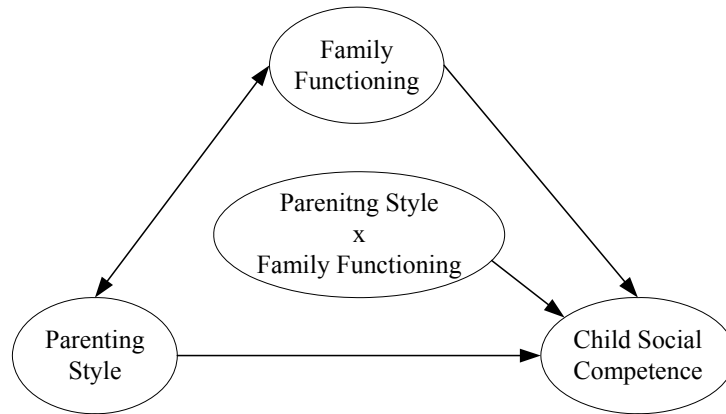 Family
Functioning
Parenitng Style
x
Family Functioning
Parenting
Style
Child Social
Competence